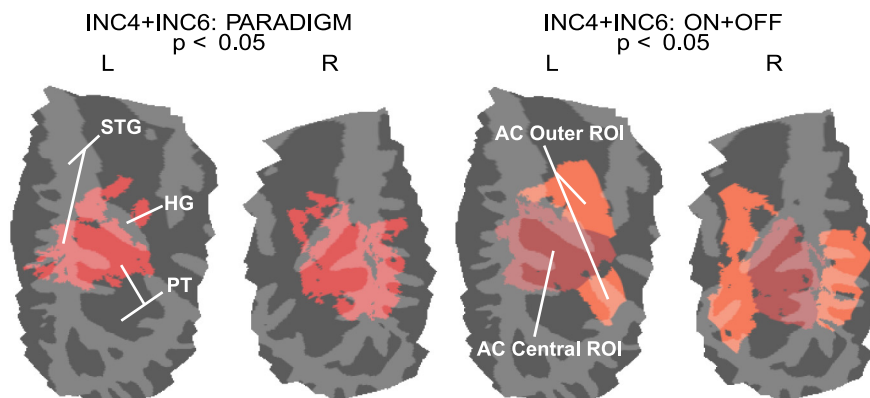 INC4+INC6: PARADIGM
p < 0.05
L
R
STG
HG
PT
INC4+INC6: ON+OFF
p < 0.05
L
R
AC Outer ROI
AC Central ROI